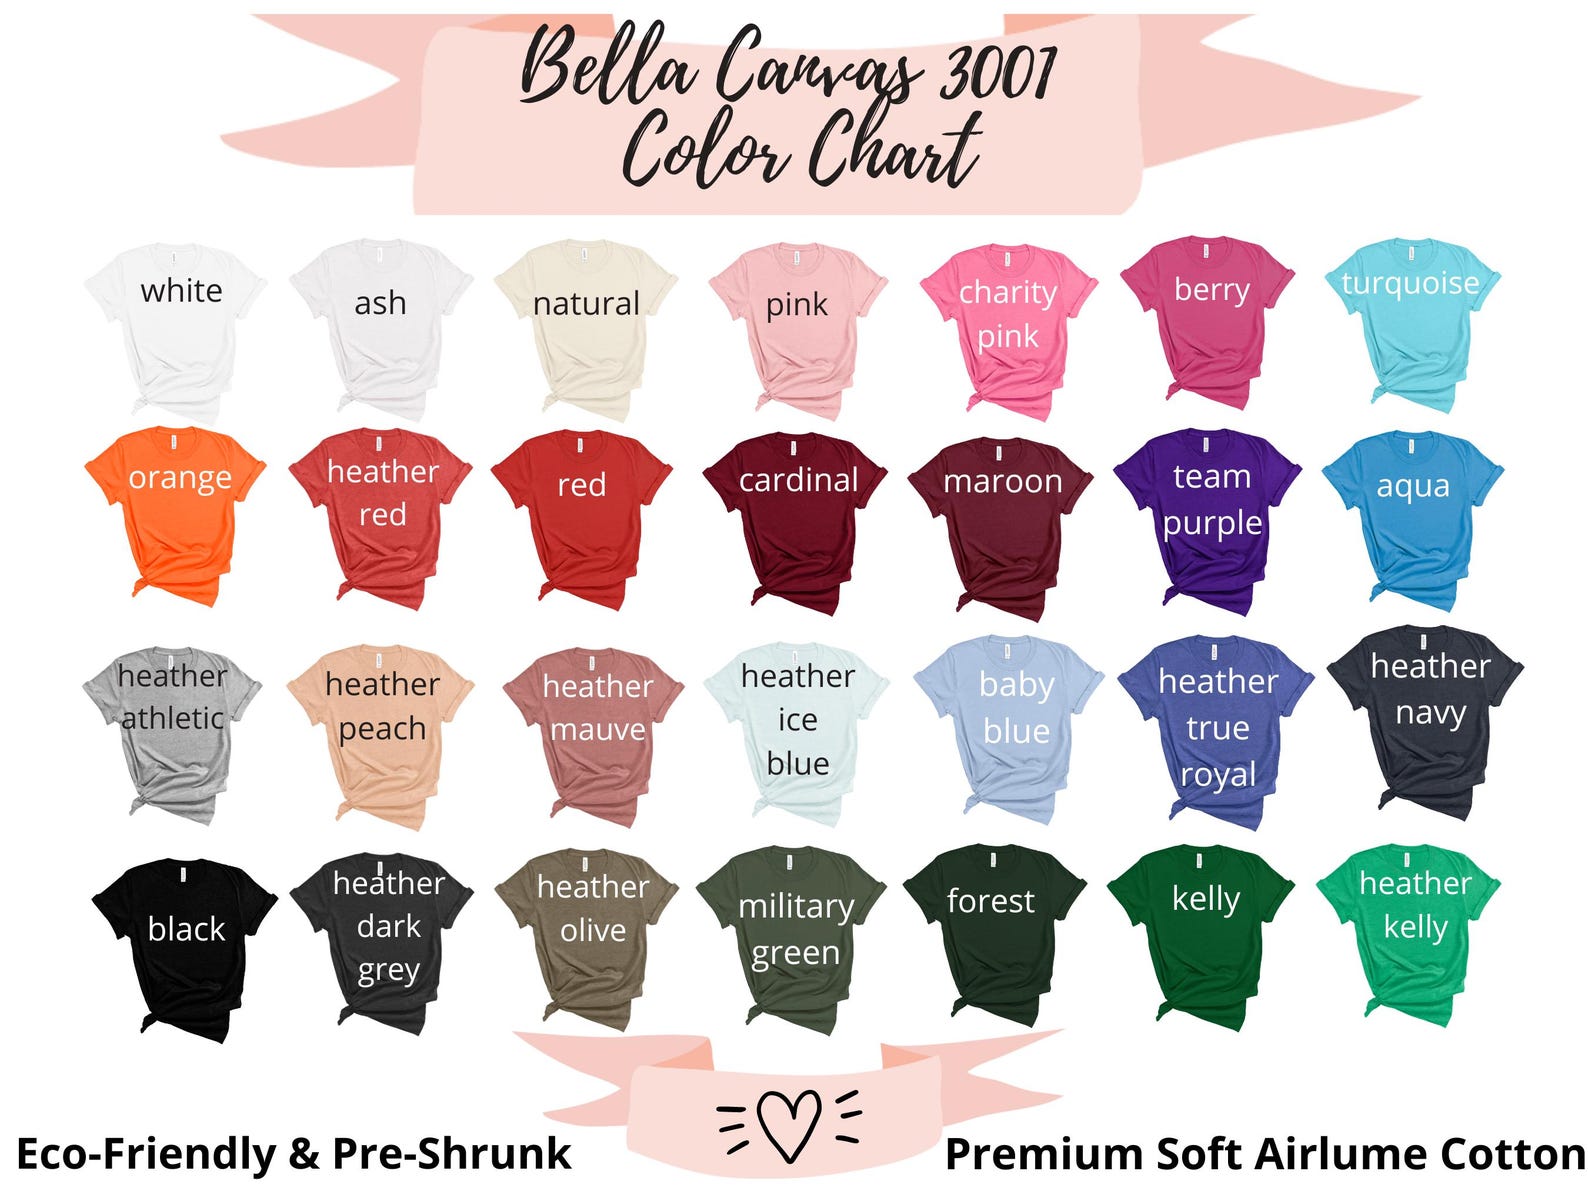 Bella Canvas 3001
Color Chart
white
ash
natural
pink
charity
pink
berry
turquoise
orange
heather
red
red
cardinal
maroon
team
purple
aqua
heather
athletic
heather
peach
heather
mauve
heather
ice
blue
baby
blue
heather
true
royal
heather
navy
black
heather
dark
grey
heather
olive
military
green
forest
kelly
heather
kelly
Eco-Friendly & Pre-Shrunk
Premium Soft Airlume Cotton